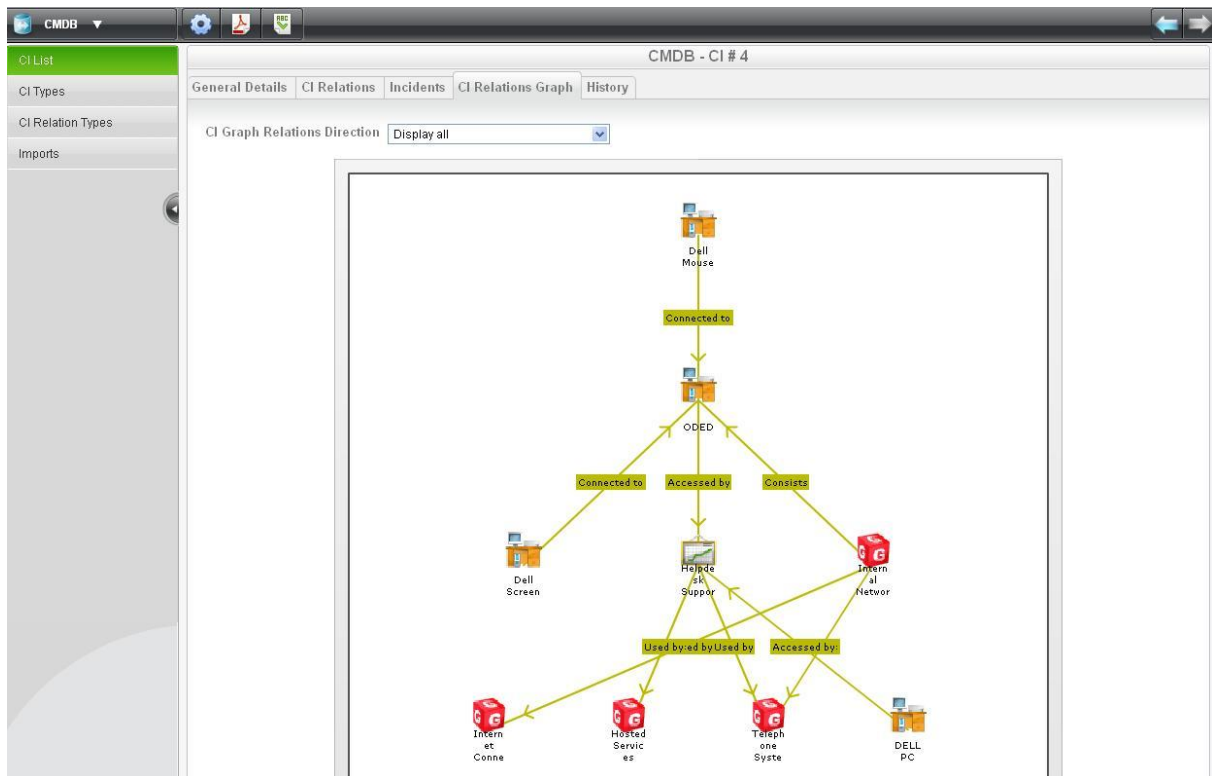 CMDB
CMDB - CI # 4
CI List
CI Types
CI Relation Types
Imports
General Details
CI Relations
Incidents
CI Relations Graph
History
CI Graph Relations Direction
Display all
Dell
Mouse
Connected to
ODED
Connected to
Accessed by
Consists
Dell
Screen
Helpde
sk
Suppor
Intern
al
Networ
Used by:ed by Used by
Accessed by:
Intern
et
Conne
Hosted
Servic
es
Teleph
one
Syste
DELL
PC